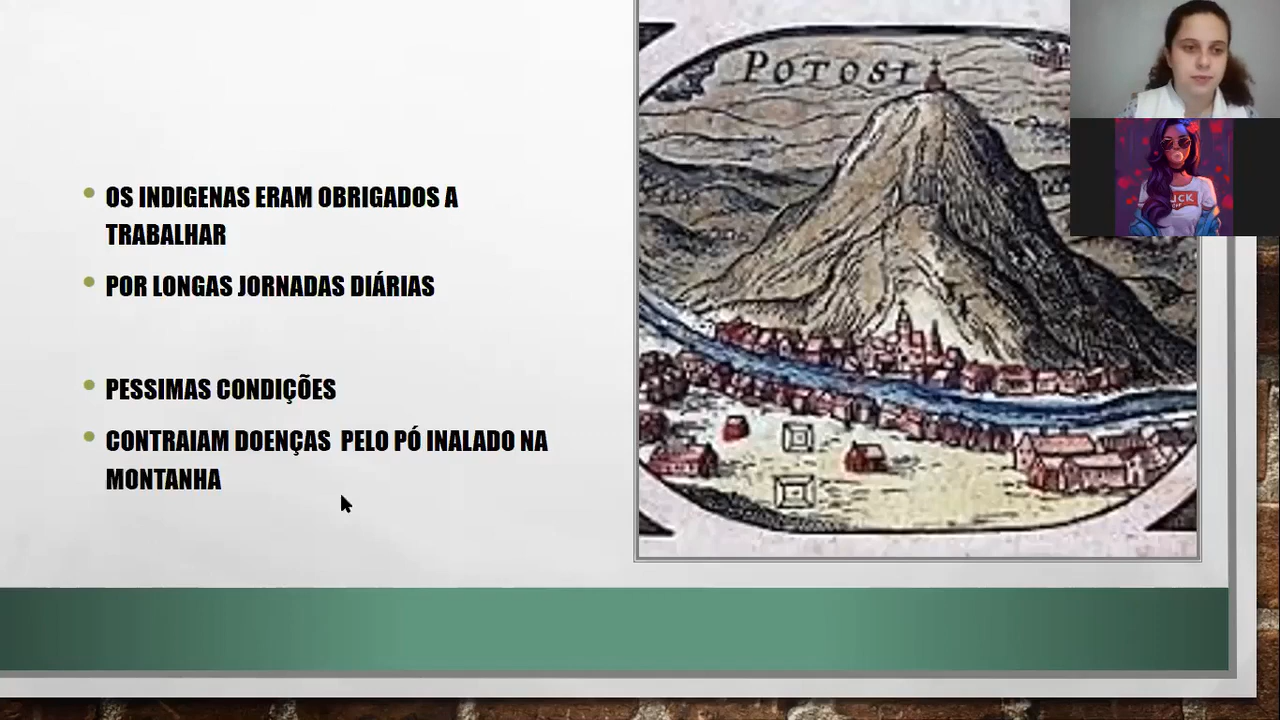 POTOSI
OS INDIGENAS ERAM OBRIGADOS A
TRABALHAR
POR LONGAS JORNADAS DIÁRIAS
PESSIMAS CONDIÇÕES
CONTRAIAM DOENÇAS PELO PÓ INALADO NA
MONTANHA